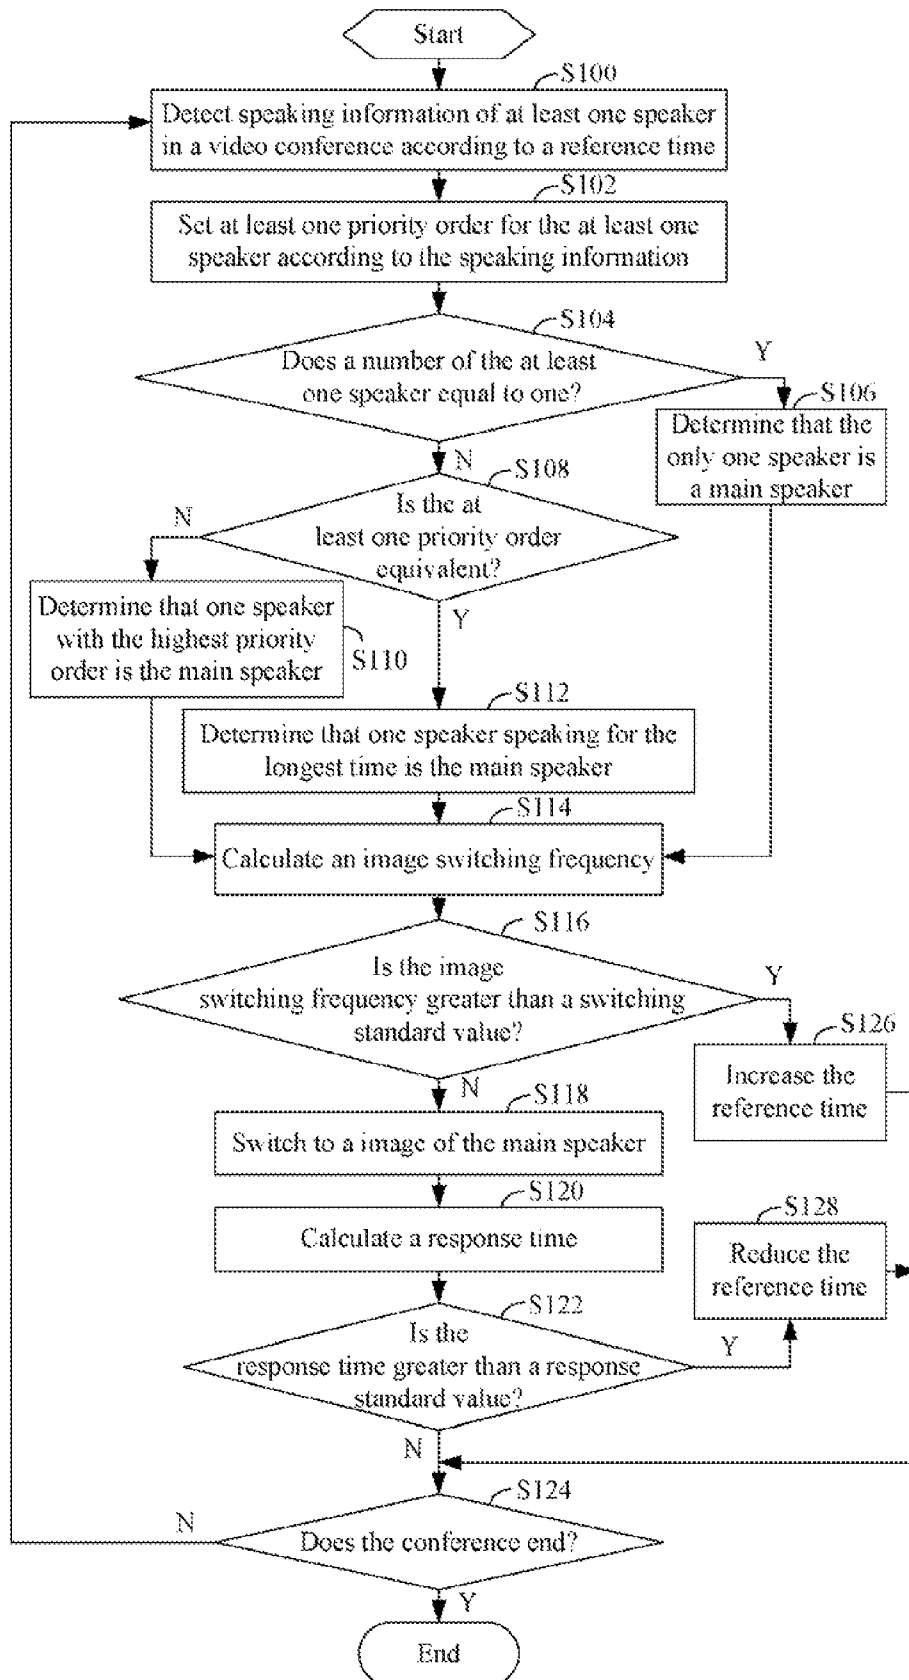 Start
S100
Detect speaking information of at least one speaker
in a video conference according to a reference time
S102
Set at least one priority order for the at least one
speaker according to the speaking information
S104
Does a number of the at least
one speaker equal to one?
Y
S106
Determine that the
only one speaker is
a main speaker
N
S108
Is the at
least one priority order
equivalent?
N
Determine that one speaker
with the highest priority
order is the main speaker
S110
Y
S112
Determine that one speaker speaking for the
longest time is the main speaker
S114
Calculate an image switching frequency
S116
Is the image
switching frequency greater than a switching
standard value?
Y
S126
Increase the
reference time
N
S118
Switch to a image of the main speaker
S120
Calculate a response time
S128
Reduce the
reference time
S122
Is the
response time greater than a response
standard value?
Y
N
S124
Does the conference end?
N
Y
End